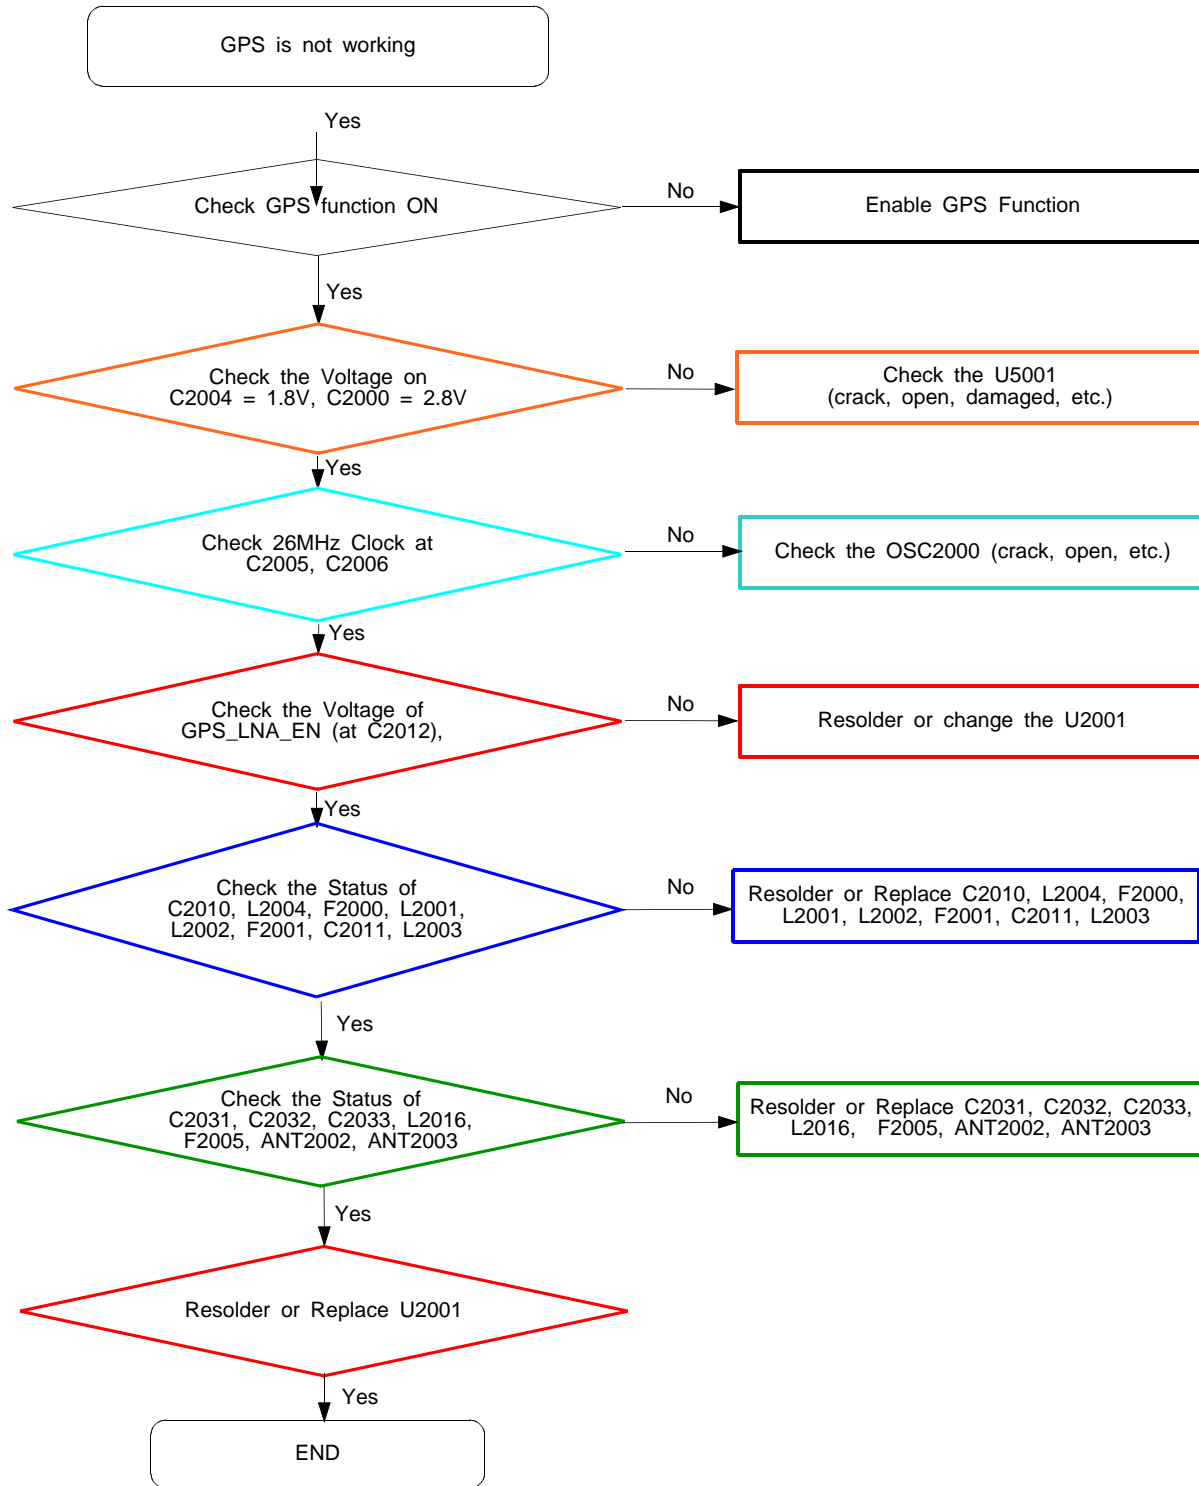 GPS is not working
Yes
Check GPS function ON
No
Enable GPS Function
Yes
Check the Voltage on
C2004 = 1.8V, C2000 = 2.8V
No
Check the U5001
(crack, open, damaged, etc.)
Yes
Check 26MHz Clock at
C2005, C2006
No
Check the OSC2000 (crack, open, etc.)
Yes
Check the Voltage of
GPS_LNA_EN (at C2012),
No
Resolder or change the U2001
Yes
Check the Status of
C2010, L2004, F2000, L2001,
L2002, F2001, C2011, L2003
No
Resolder or Replace C2010, L2004, F2000,
L2001, L2002, F2001, C2011, L2003
Yes
Check the Status of
C2031, C2032, C2033, L2016,
F2005, ANT2002, ANT2003
No
Resolder or Replace C2031, C2032, C2033,
L2016, F2005, ANT2002, ANT2003
Yes
Resolder or Replace U2001
Yes
END